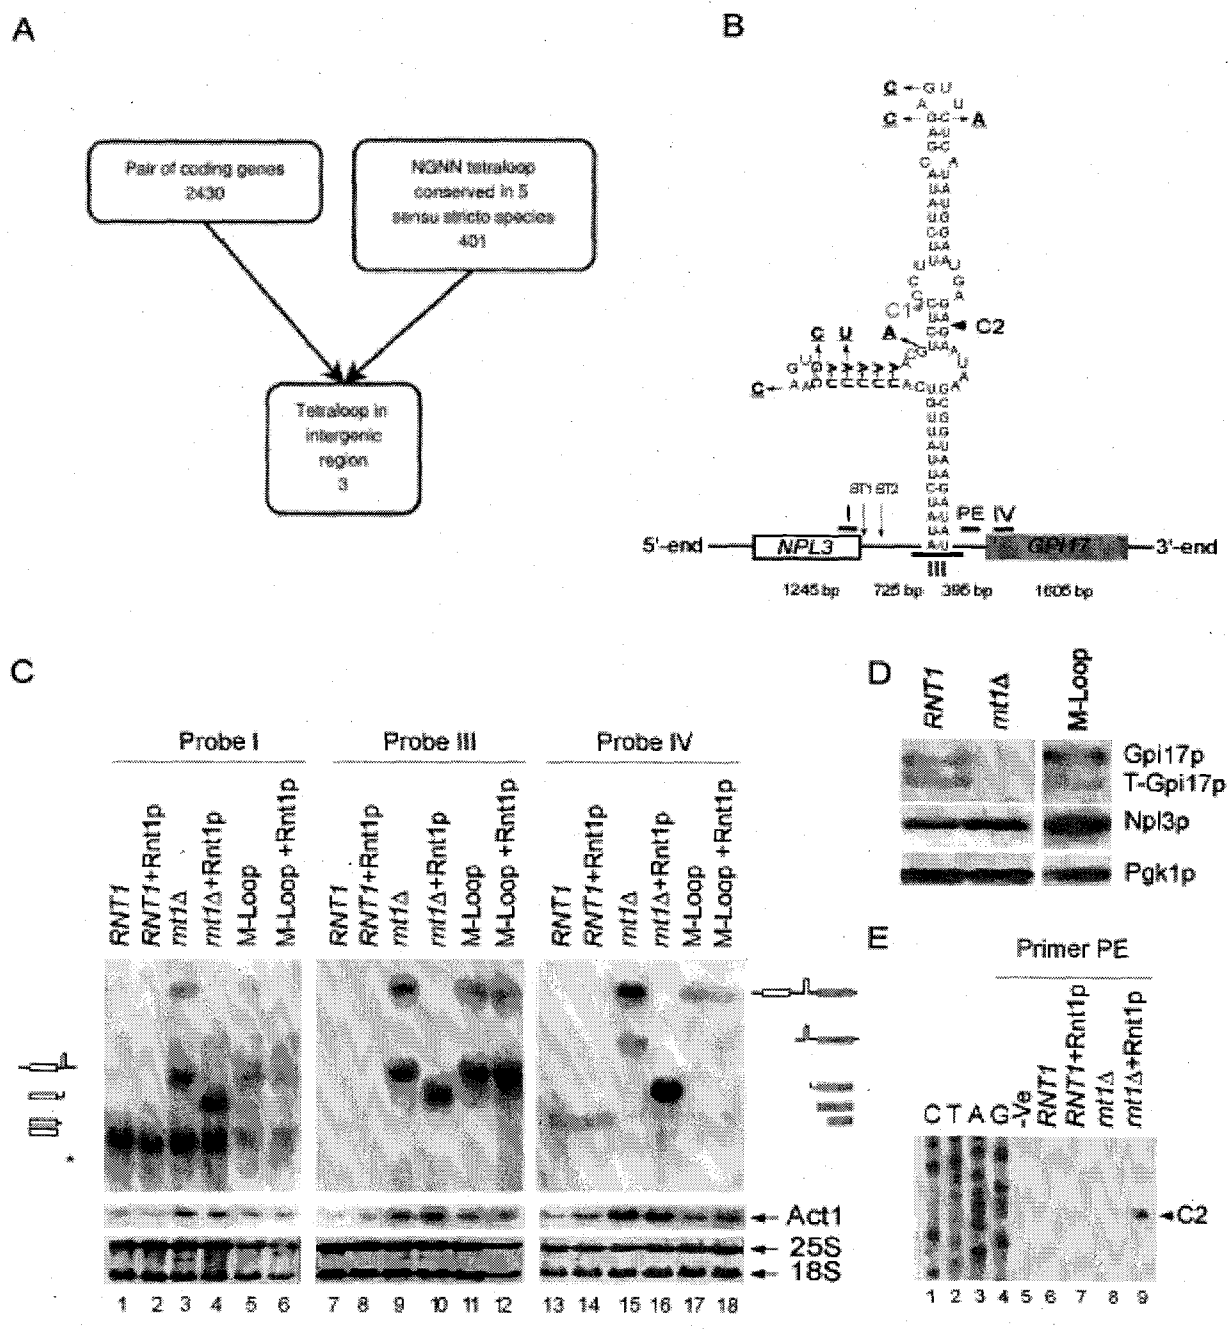 A
B
Pair of coding genes
2430
NGNN tetraloop
conserved in 5
sensu stricto species
401
Tetraloop in
intergenic
region
3
C1
C2
BT1 BT2
I
PE IV
5'-end
NPL3
GPI17
3'-end
III
1245 bp 725 bp 395 bp 1605 bp
C
Probe I Probe III Probe IV
RNT1 RNT1+Rnt1p rnt1Δ rnt1Δ+Rnt1p M-Loop M-Loop +Rnt1p
RNT1 RNT1+Rnt1p rnt1Δ rnt1Δ+Rnt1p M-Loop M-Loop +Rnt1p
RNT1 RNT1+Rnt1p rnt1Δ rnt1Δ+Rnt1p M-Loop M-Loop +Rnt1p
*
Act1
25S
18S
1 2 3 4 5 6 7 8 9 10 11 12 13 14 15 16 17 18
D
RNT1 rnt1Δ M-Loop
Gpi17p
T-Gpi17p
Npl3p
Pgk1p
E
Primer PE
C T A G -Ve RNT1 RNT1+Rnt1p rnt1Δ rnt1Δ+Rnt1p
C2
1 2 3 4 5 6 7 8 9